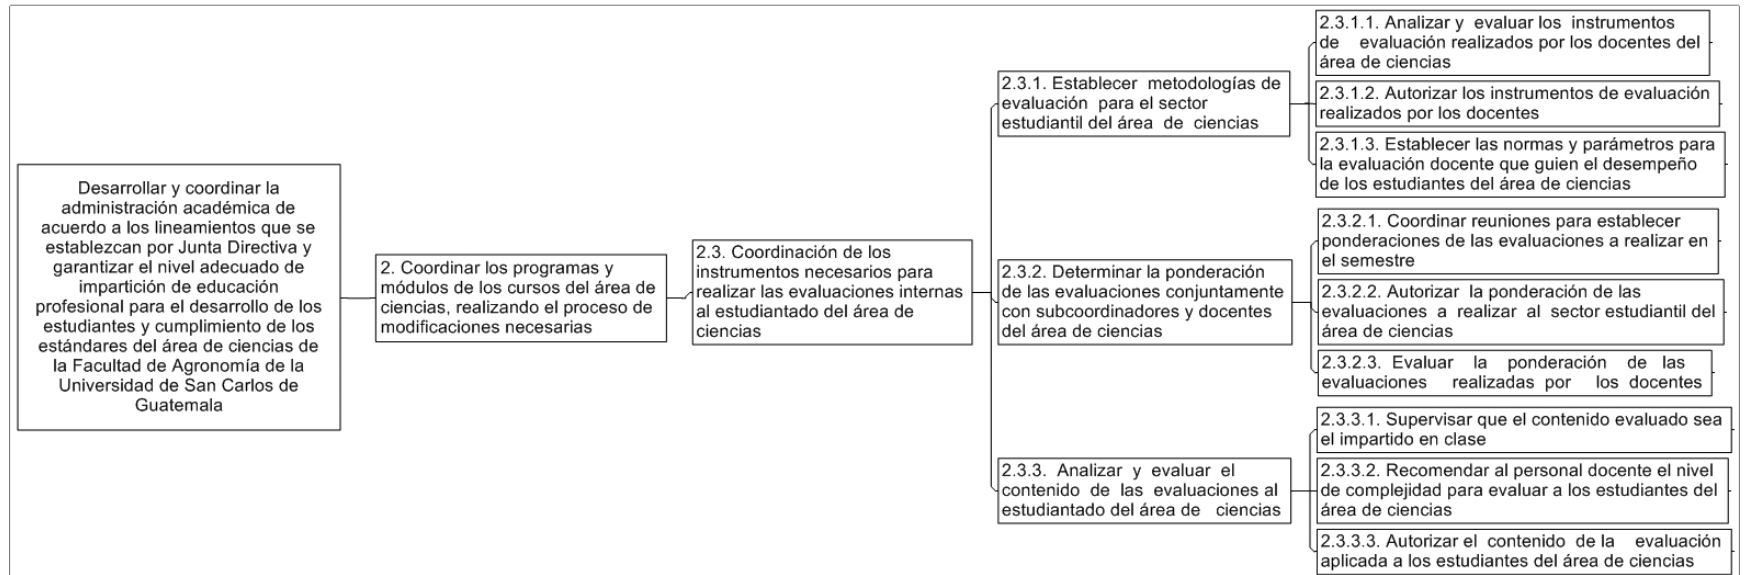 Desarrollar y coordinar la
administración académica de
acuerdo a los lineamientos que se
establezcan por Junta Directiva y
garantizar el nivel adecuado de
impartición de educación
profesional para el desarrollo de los
estudiantes y cumplimiento de los
estándares del área de ciencias de
la Facultad de Agronomía de la
Universidad de San Carlos de
Guatemala
2. Coordinar los programas y
módulos de los cursos del área de
ciencias, realizando el proceso de
modificaciones necesarias
2.3. Coordinación de los
instrumentos necesarios para
realizar las evaluaciones internas
al estudiantado del área de
ciencias
2.3.1. Establecer metodologías de
evaluación para el sector
estudiantil del área de ciencias
2.3.1.1. Analizar y evaluar los instrumentos
de evaluación realizados por los docentes del
área de ciencias
2.3.1.2. Autorizar los instrumentos de evaluación
realizados por los docentes
2.3.1.3. Establecer las normas y parámetros para
la evaluación docente que guien el desempeño
de los estudiantes del área de ciencias
2.3.2. Determinar la ponderación
de las evaluaciones conjuntamente
con subcoordinadores y docentes
del área de ciencias
2.3.2.1. Coordinar reuniones para establecer
ponderaciones de las evaluaciones a realizar en
el semestre
2.3.2.2. Autorizar la ponderación de las
evaluaciones a realizar al sector estudiantil del
área de ciencias
2.3.2.3. Evaluar la ponderación de las
evaluaciones realizadas por los docentes
2.3.3. Analizar y evaluar el
contenido de las evaluaciones al
estudiantado del área de ciencias
2.3.3.1. Supervisar que el contenido evaluado sea
el impartido en clase
2.3.3.2. Recomendar al personal docente el nivel
de complejidad para evaluar a los estudiantes del
área de ciencias
2.3.3.3. Autorizar el contenido de la evaluación
aplicada a los estudiantes del área de ciencias